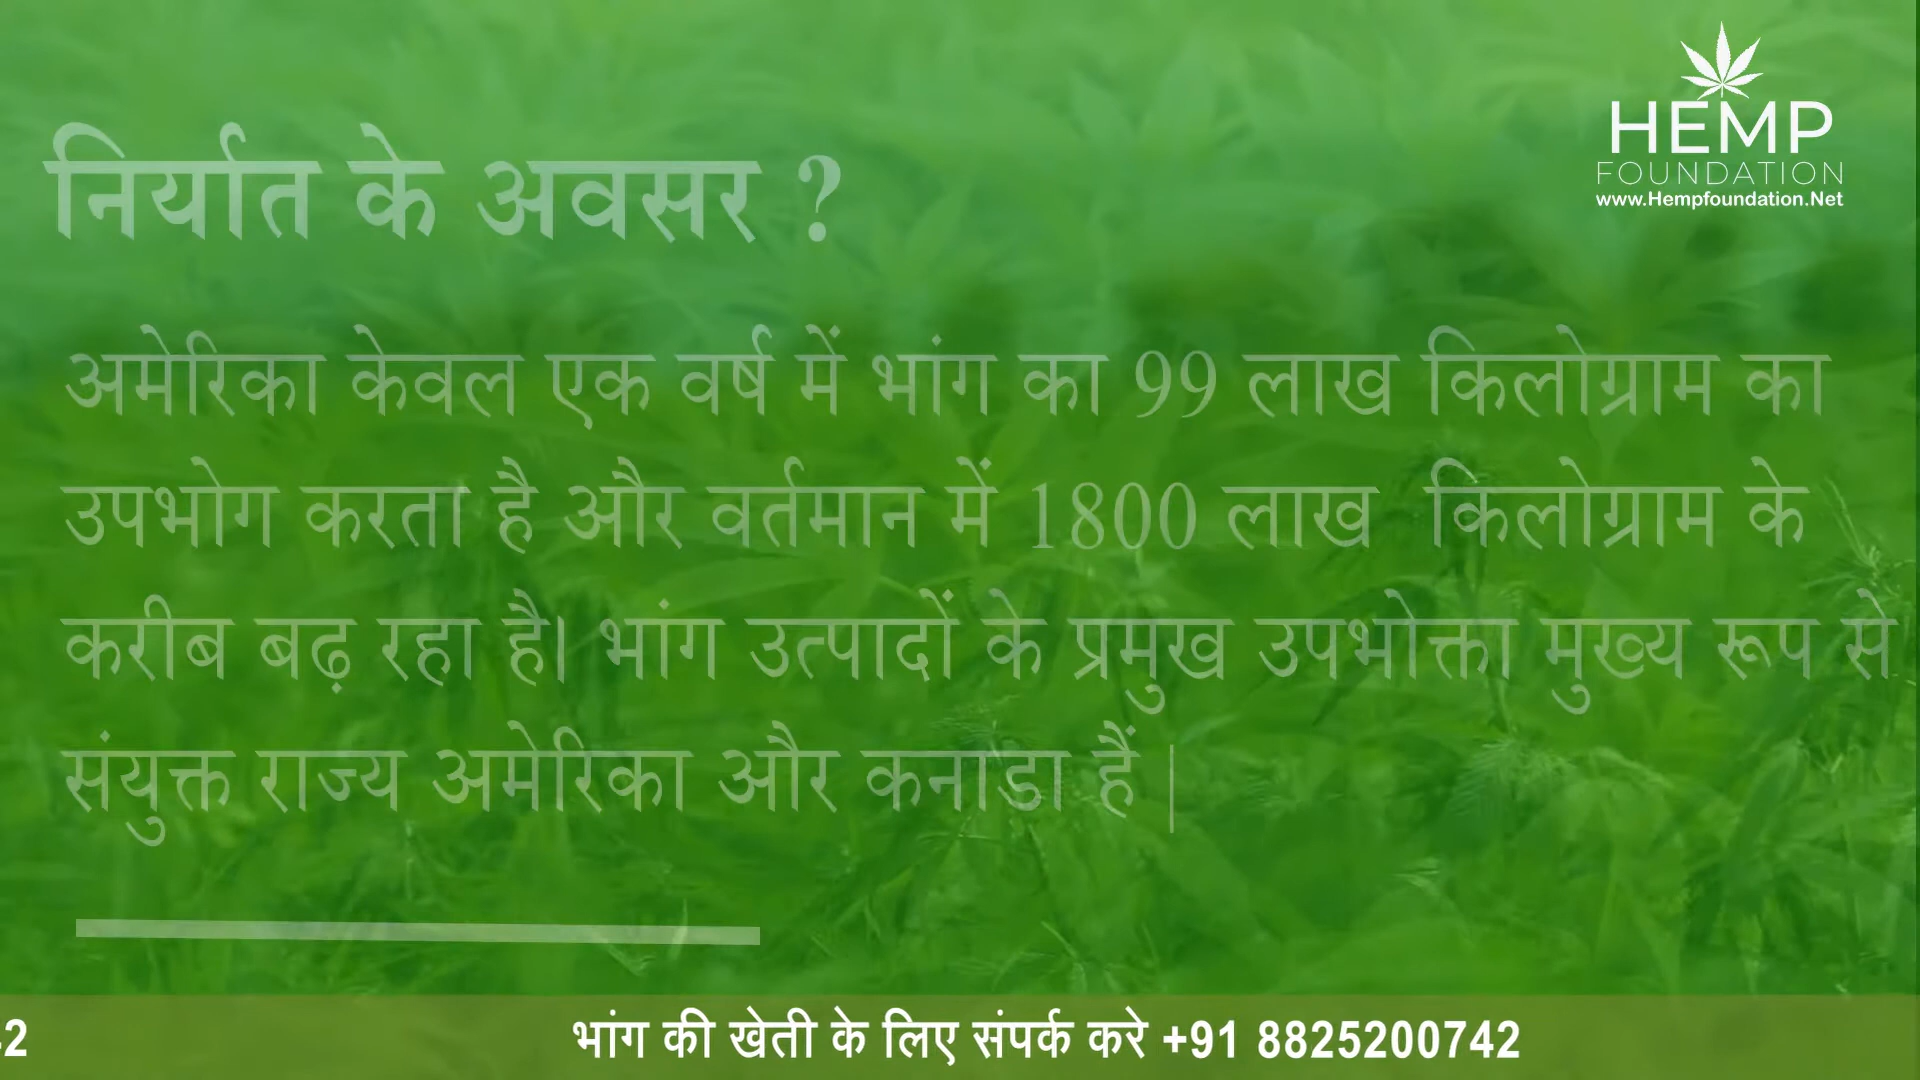 HEMP
FOUNDATION
www.Hempfoundation.Net
निर्यात के अवसर ?
अमेरिका केवल एक वर्ष में भांग का 99 लाख किलोग्राम का
उपभोग करता है और वर्तमान में 1800 लाख किलोग्राम के
करीब बढ़ रहा है। भांग उत्पादों के प्रमुख उपभोक्ता मुख्य रूप से
संयुक्त राज्य अमेरिका और कनाडा हैं |
2 भांग की खेती के लिए संपर्क करे +91 8825200742